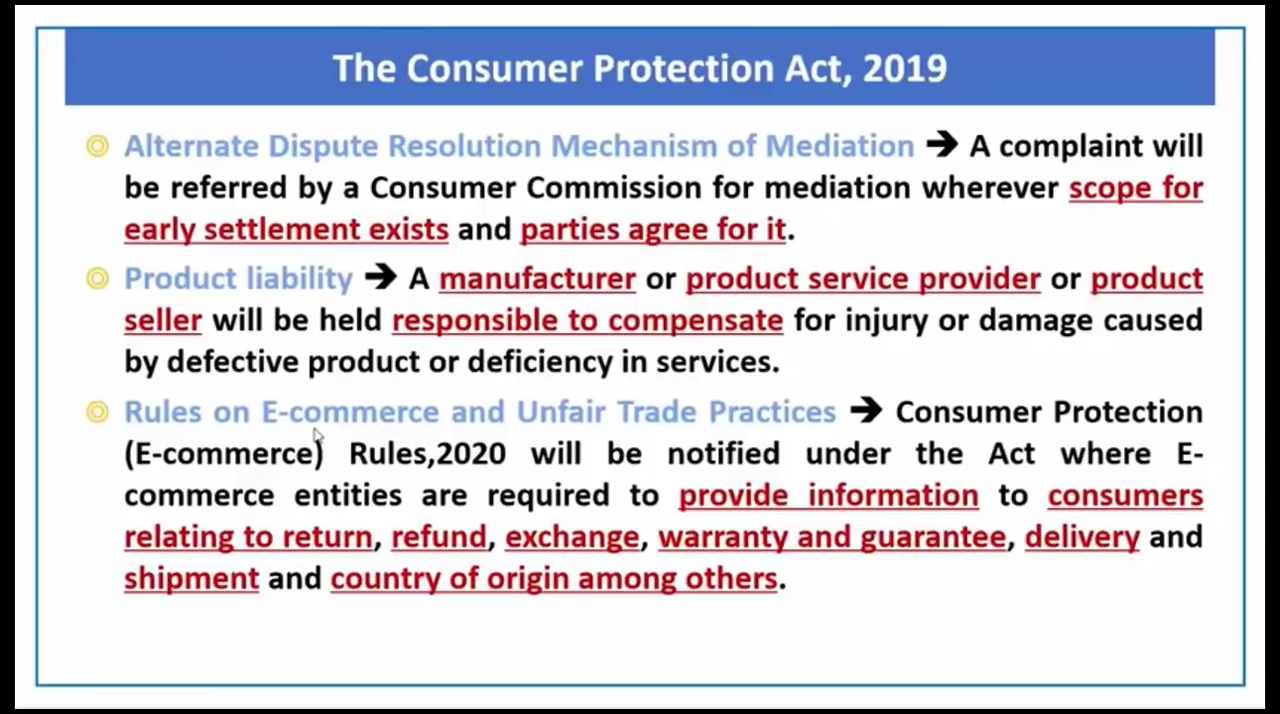 The Consumer Protection Act, 2019
Alternate Dispute Resolution Mechanism of Mediation ➔ A complaint will
be referred by a Consumer Commission for mediation wherever scope for
early settlement exists and parties agree for it.
Product liability ➔ A manufacturer or product service provider or product
seller will be held responsible to compensate for injury or damage caused
by defective product or deficiency in services.
Rules on E-commerce and Unfair Trade Practices ➔ Consumer Protection
(E-commerce) Rules,2020 will be notified under the Act where E-
commerce entities are required to provide information to consumers
relating to return, refund, exchange, warranty and guarantee, delivery and
shipment and country of origin among others.